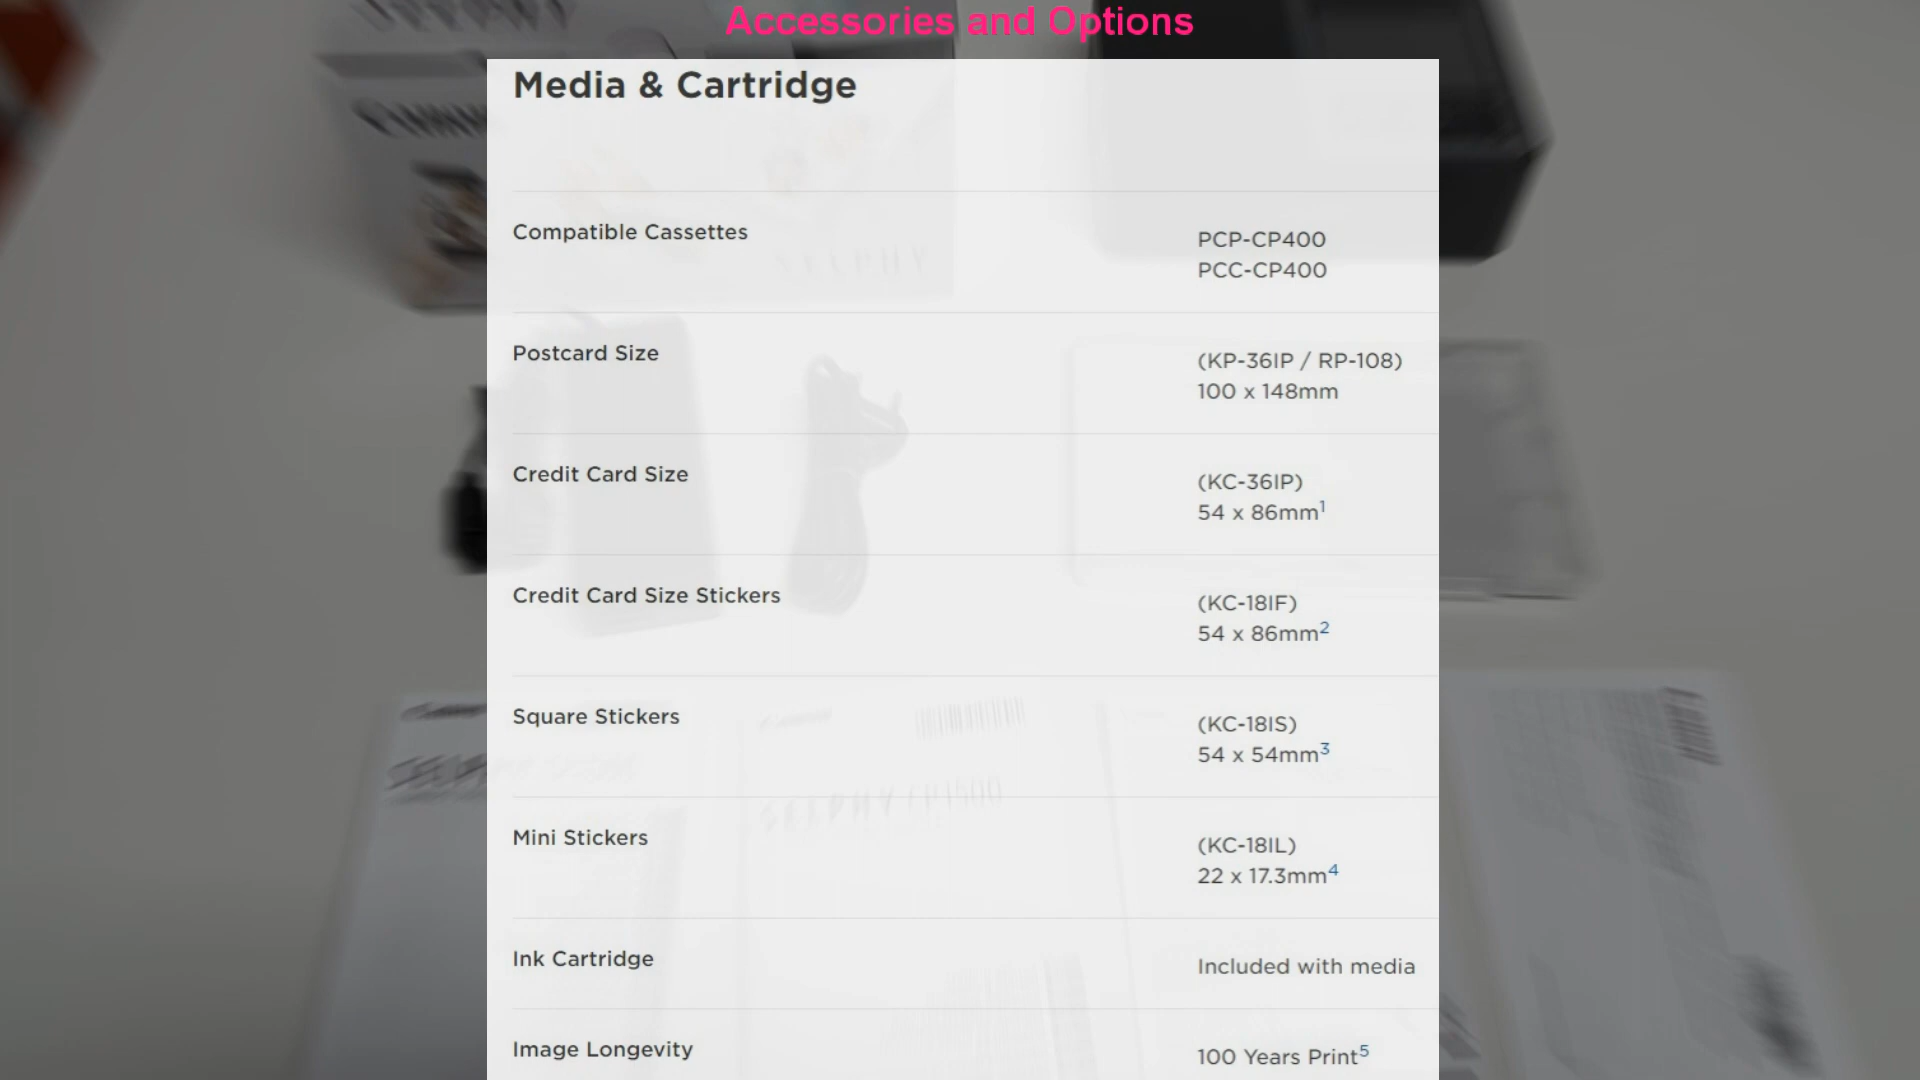 Accessories and Options
Media & Cartridge
Compatible Cassettes
PCP-CP400
PCC-CP400
Postcard Size
(KP-36IP / RP-108)
100 x 148mm
Credit Card Size
(KC-36IP)
54 x 86mm1
Credit Card Size Stickers
(KC-18IF)
54 x 86mm2
Square Stickers
(KC-18IS)
54 x 54mm3
Mini Stickers
(KC-18IL)
22 x 17.3mm4
Ink Cartridge
Included with media
Image Longevity
100 Years Print5
SELPHY
SELPHY CP1500